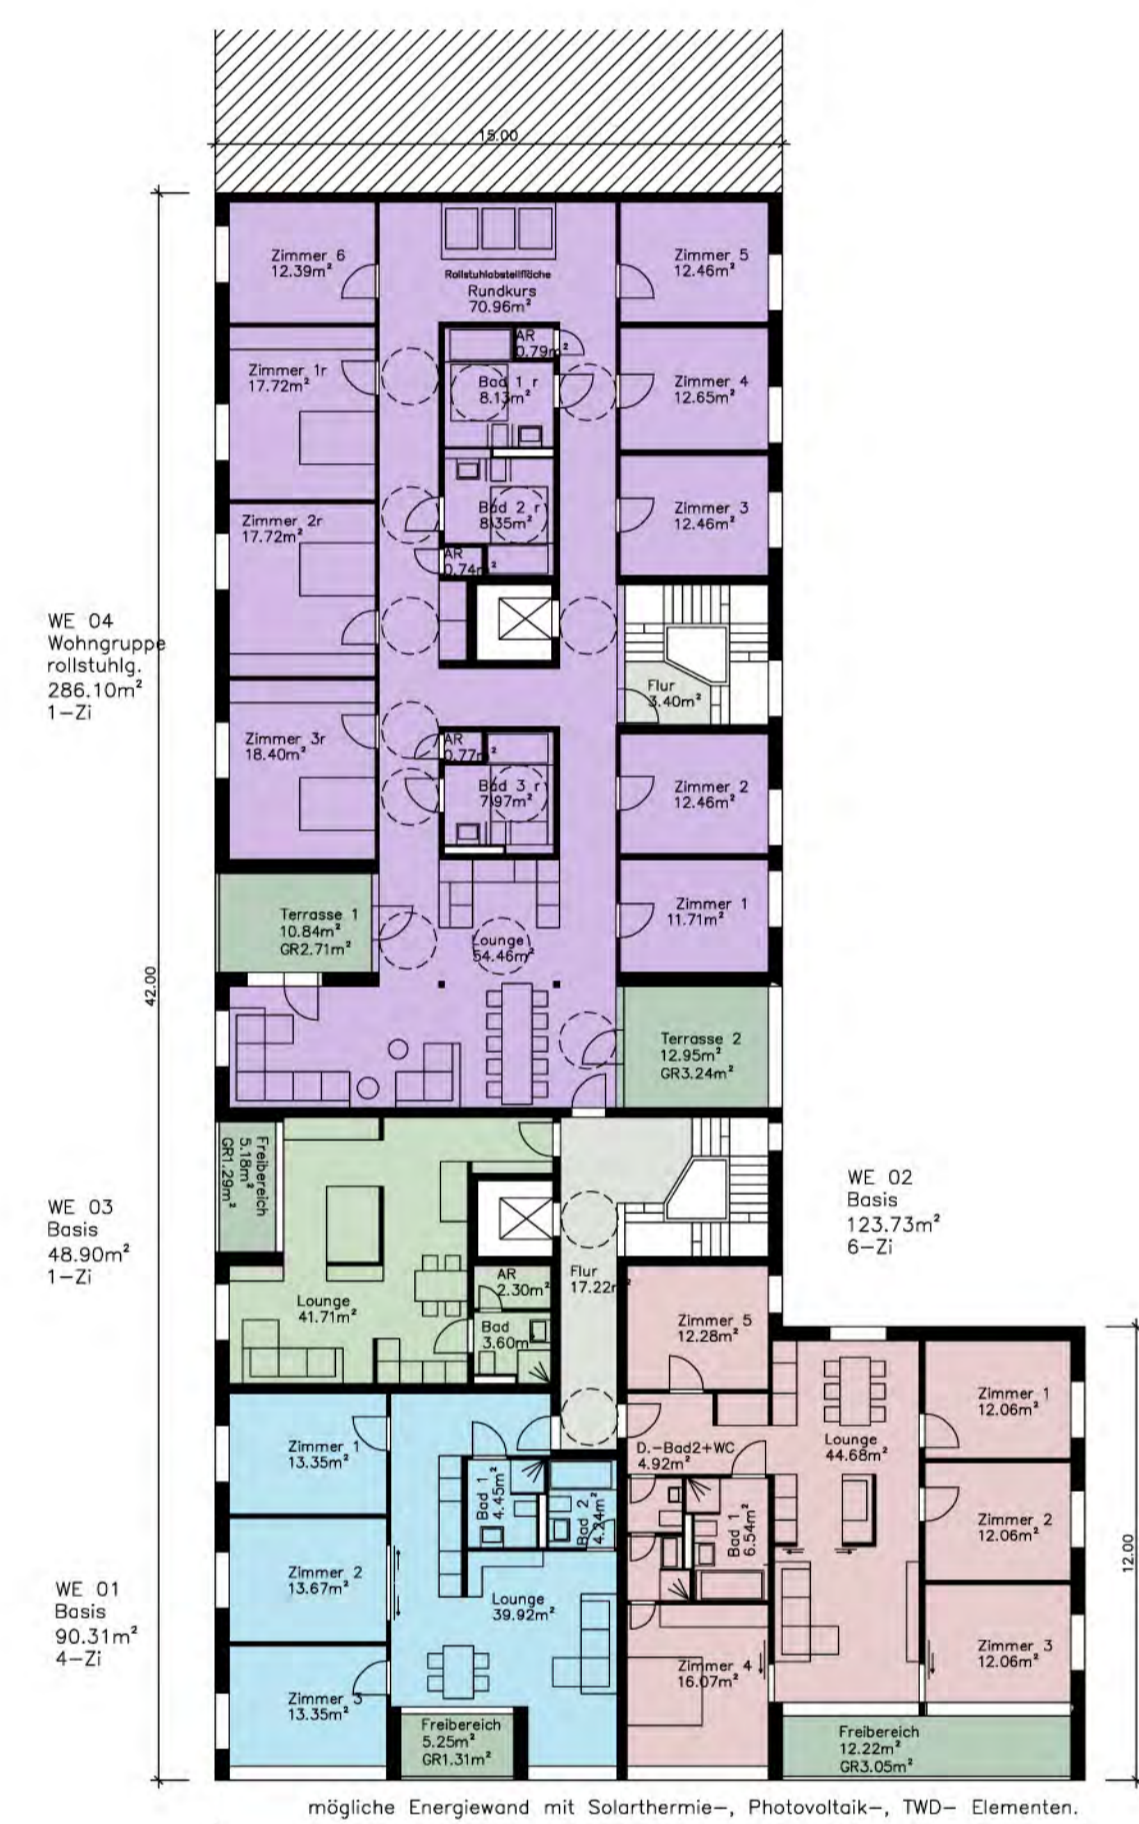 15.00
Zimmer 6
12.39m²
Rollstuhlabstellfläche
Rundkurs
70.96m²
Zimmer 5
12.46m²
AR
0.79m²
Zimmer 1r
17.72m²
Bad 1 r
8.13m²
Zimmer 4
12.65m²
Zimmer 2r
17.72m²
Bad 2 r
8.35m²
Zimmer 3
12.46m²
AR
0.74m²
WE 04
Wohngruppe
rollstuhlg.
286.10m²
1-Zi
Flur
3.40m²
Zimmer 3r
18.40m²
AR
0.77m²
Bad 3 r
7.97m²
Zimmer 2
12.46m²
Terrasse 1
10.84m²
GR2.71m²
Lounge
54.46m²
Zimmer 1
11.71m²
42.00
Terrasse 2
12.95m²
GR3.24m²
Freibereich
5.18m²
GR1.29m²
WE 03
Basis
48.90m²
1-Zi
WE 02
Basis
123.73m²
6-Zi
Lounge
41.71m²
AR
2.30m²
Bad
3.60m²
Flur
17.22m²
Zimmer 5
12.28m²
Zimmer 1
12.06m²
Zimmer 1
13.35m²
Bad 1
4.45m²
Bad 2
4.24m²
D.-Bad2+WC
4.92m²
Lounge
44.68m²
Bad 1
6.54m²
Zimmer 2
12.06m²
12.00
WE 01
Basis
90.31m²
4-Zi
Zimmer 2
13.67m²
Lounge
39.92m²
Zimmer 4
16.07m²
Zimmer 3
12.06m²
Zimmer 3
13.35m²
Freibereich
5.25m²
GR1.31m²
Freibereich
12.22m²
GR3.05m²
mögliche Energiewand mit Solarthermie-, Photovoltaik-, TWD- Elementen.